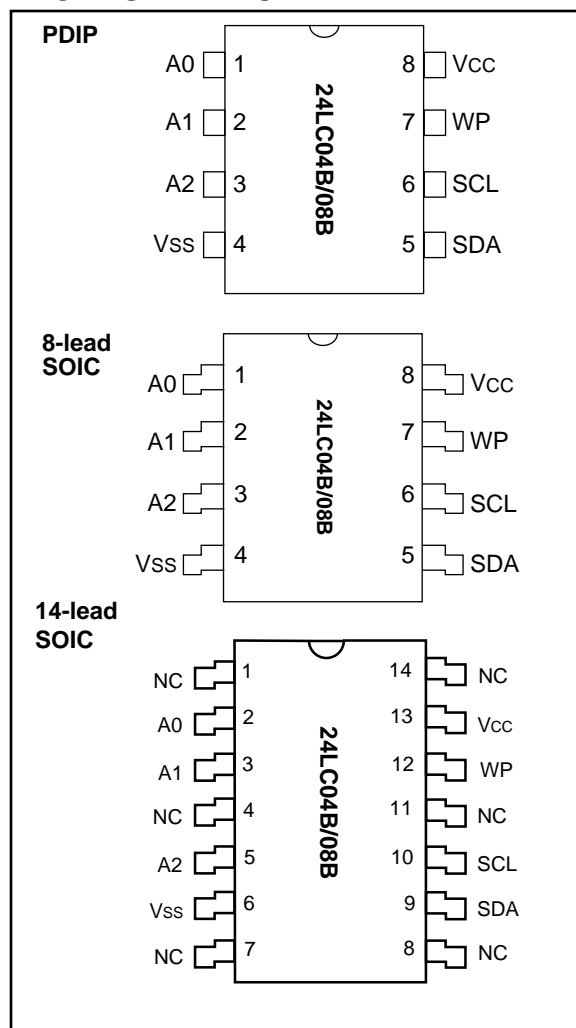 PDIP
A0 1 8 VCC
A1 2 7 WP
A2 3 6 SCL
VSS 4 5 SDA
24LC04B/08B
8-lead
SOIC
A0 1 8 VCC
A1 2 7 WP
A2 3 6 SCL
VSS 4 5 SDA
24LC04B/08B
14-lead
SOIC
NC 1 14 NC
A0 2 13 VCC
A1 3 12 WP
NC 4 11 NC
A2 5 10 SCL
VSS 6 9 SDA
NC 7 8 NC
24LC04B/08B